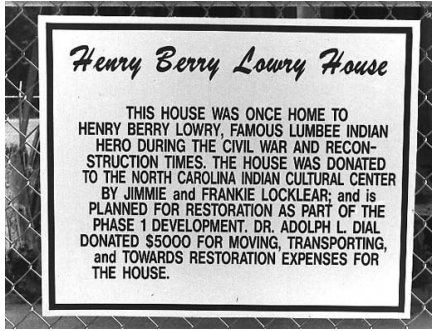 Henry Berry Lowry House
THIS HOUSE WAS ONCE HOME TO
HENRY BERRY LOWRY, FAMOUS LUMBEE INDIAN
HERO DURING THE CIVIL WAR AND RECON-
STRUCTION TIMES. THE HOUSE WAS DONATED
TO THE NORTH CAROLINA INDIAN CULTURAL CENTER
BY JIMMIE and FRANKIE LOCKLEAR; and is
PLANNED FOR RESTORATION AS PART OF THE
PHASE 1 DEVELOPMENT. DR. ADOLPH L. DIAL
DONATED $5000 FOR MOVING, TRANSPORTING,
and TOWARDS RESTORATION EXPENSES FOR
THE HOUSE.